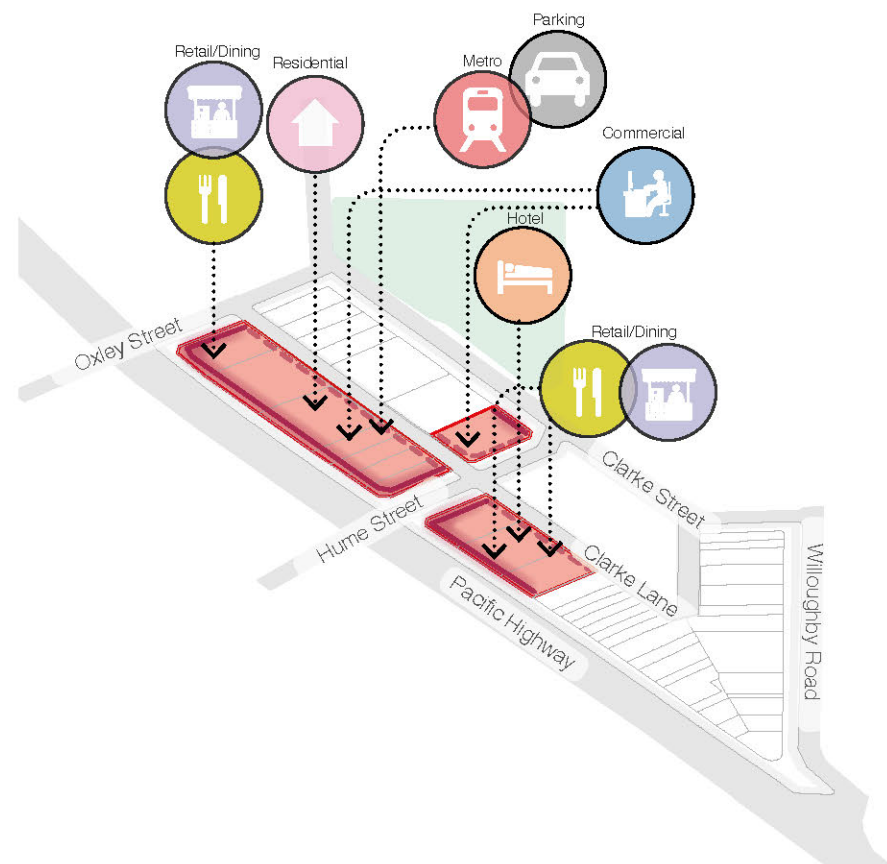 Parking
Retail/Dining
Residential
Metro
Commercial
Hotel
Oxley Street
Retail/Dining
Hume Street
Clarke Street
Clarke Lane
Pacific Highway
Willoughby Road